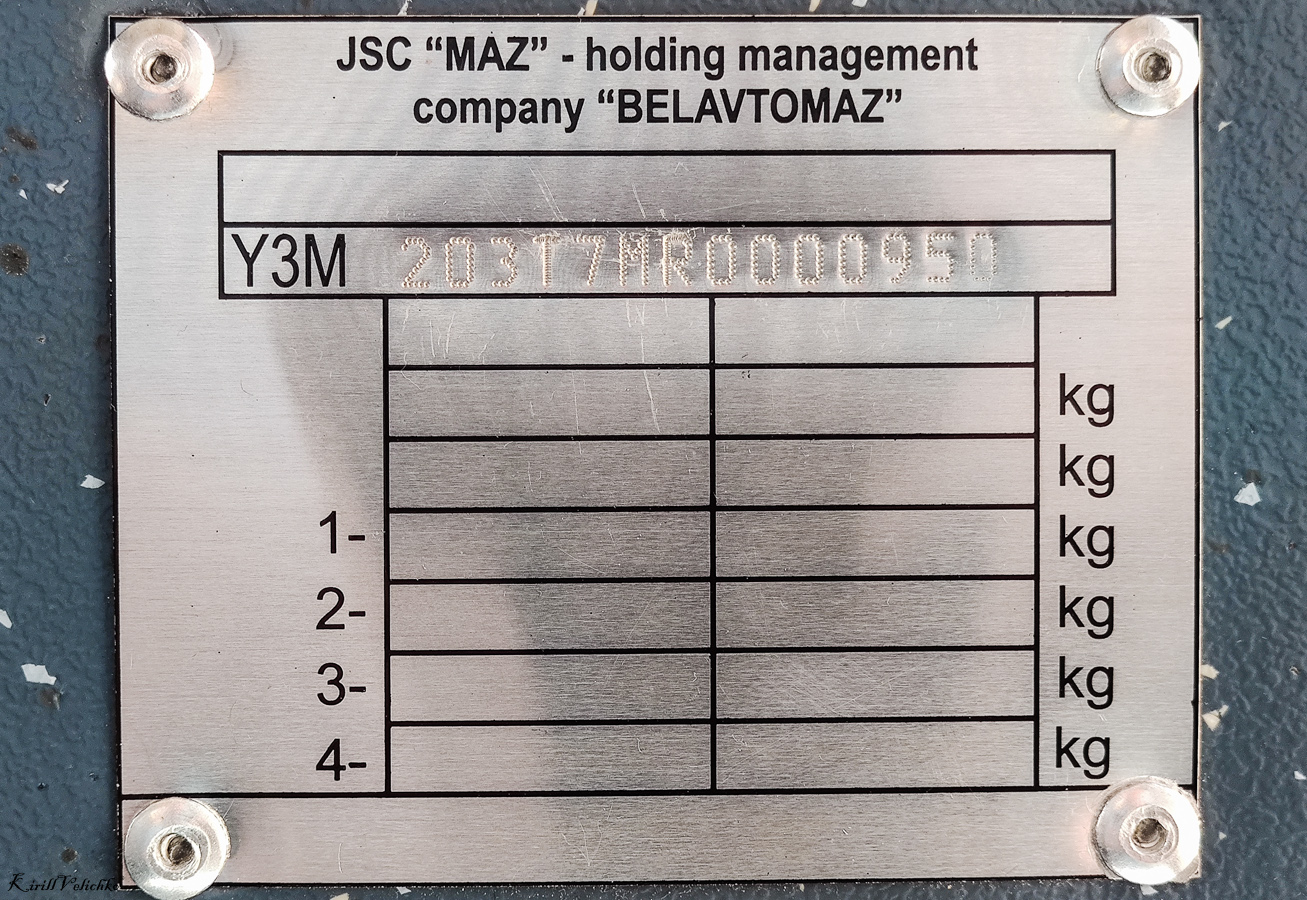 JSC “MAZ” - holding management
company “BELAVTOMAZ”
Y3M 203T7MR0000950
kg
kg
1- kg
2- kg
3- kg
4- kg
Kirill Velichko